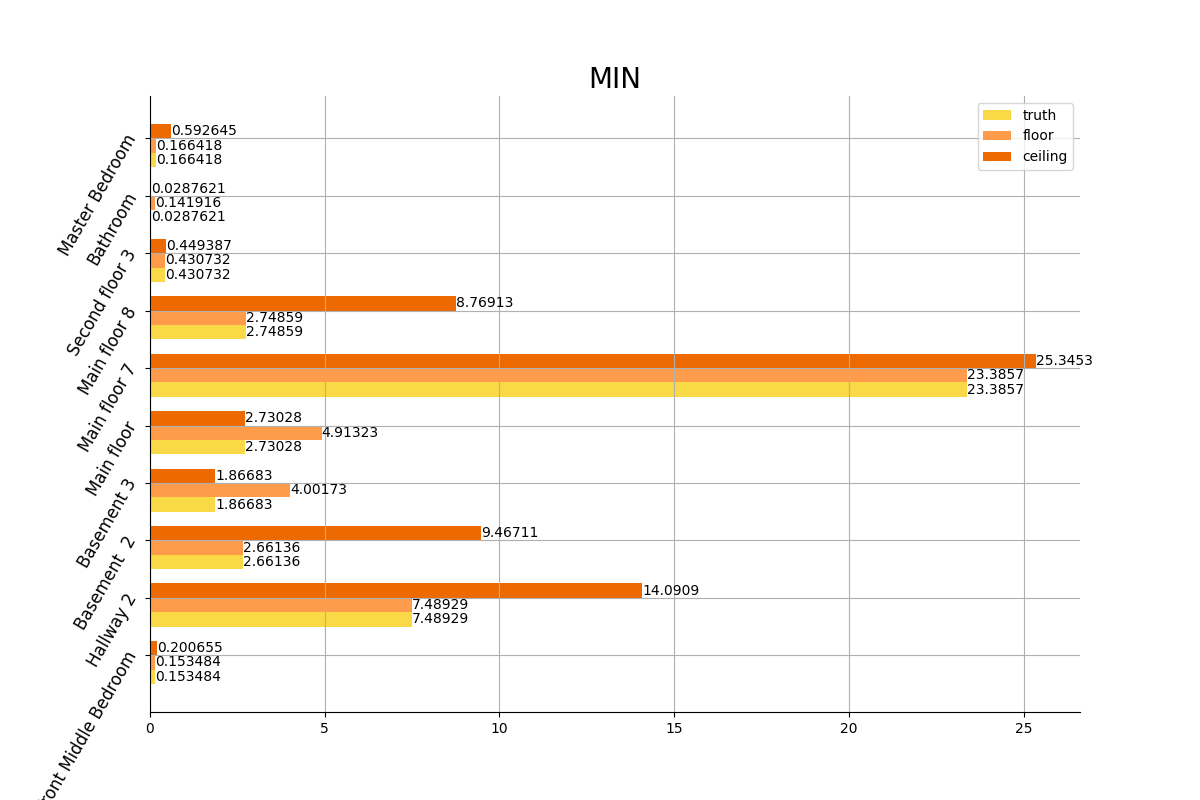 MIN
truth
floor
ceiling
Master Bedroom
0.592645
0.166418
0.166418
Bathroom
0.0287621
0.141916
0.0287621
Second floor 3
0.449387
0.430732
0.430732
Main floor 8
8.76913
2.74859
2.74859
Main floor 7
25.3453
23.3857
23.3857
Main floor
2.73028
4.91323
2.73028
Basement 3
1.86683
4.00173
1.86683
Basement  2
9.46711
2.66136
2.66136
Hallway 2
14.0909
7.48929
7.48929
ront Middle Bedroom
0.200655
0.153484
0.153484
0 5 10 15 20 25